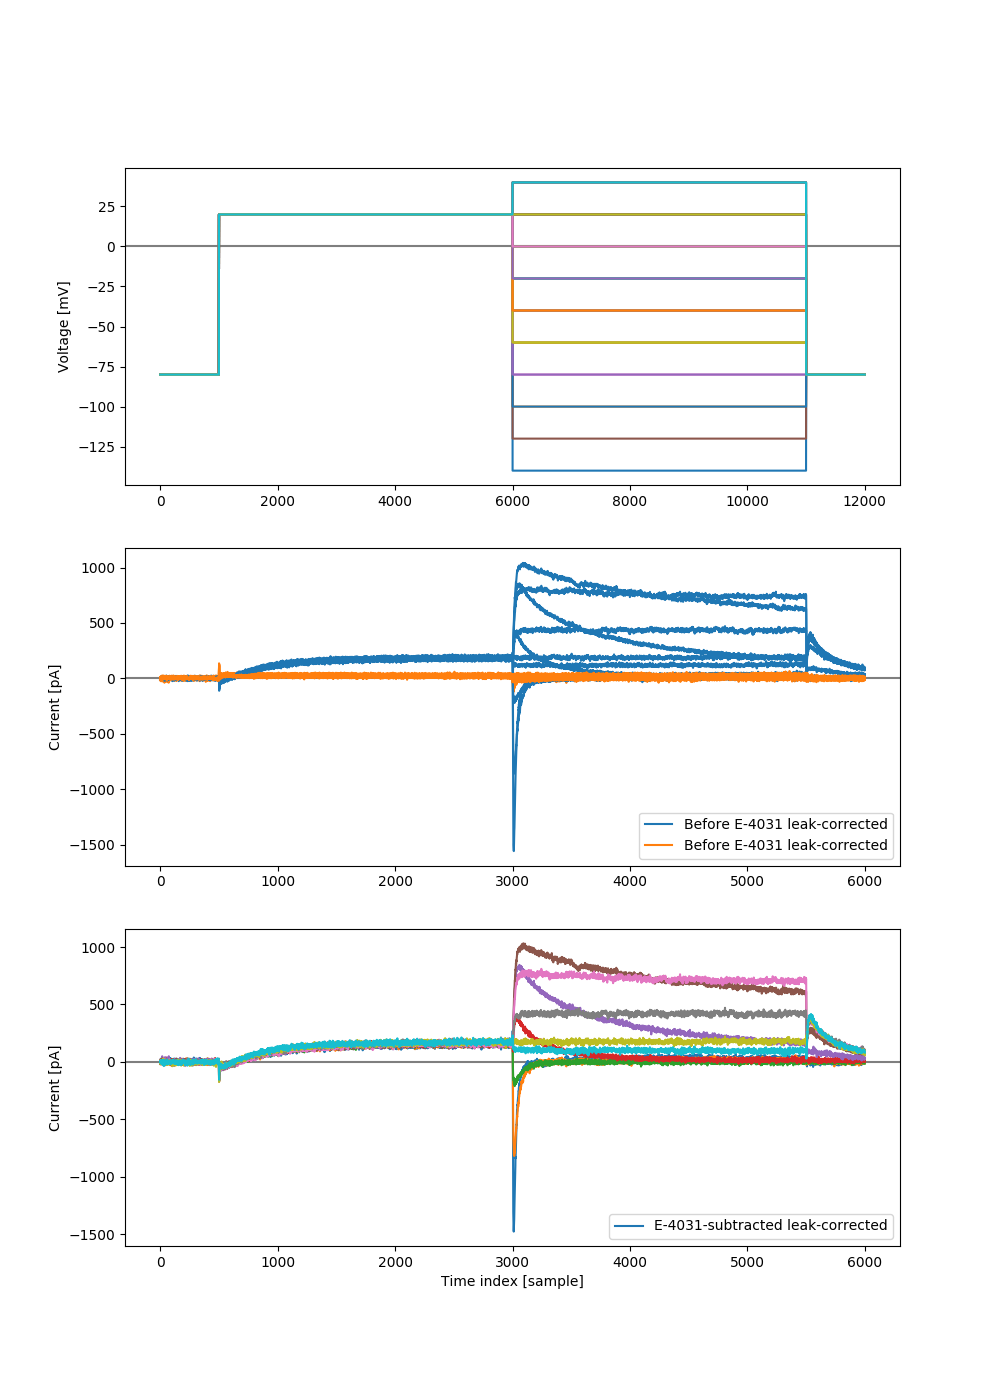 25
0
−25
−50
−75
−100
−125
Voltage [mV]
0 2000 4000 6000 8000 10000 12000
1000
500
0
−500
−1000
−1500
Current [pA]
Before E-4031 leak-corrected
Before E-4031 leak-corrected
0 1000 2000 3000 4000 5000 6000
1000
500
0
−500
−1000
−1500
Current [pA]
E-4031-subtracted leak-corrected
0 1000 2000 3000 4000 5000 6000
Time index [sample]